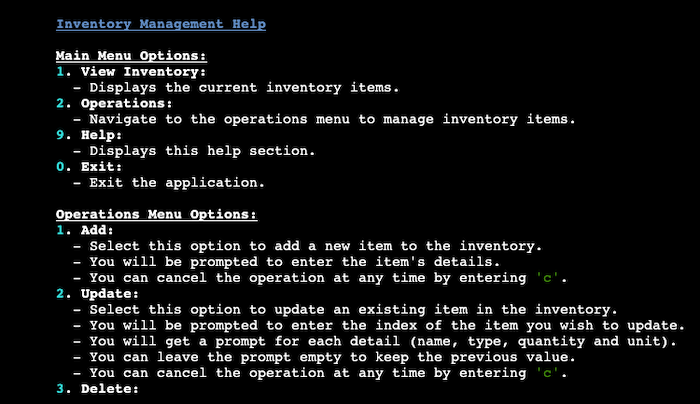 Inventory Management Help
Main Menu Options:
1. View Inventory:
- Displays the current inventory items.
2. Operations:
- Navigate to the operations menu to manage inventory items.
9. Help:
- Displays this help section.
0. Exit:
- Exit the application.
Operations Menu Options:
1. Add:
- Select this option to add a new item to the inventory.
- You will be prompted to enter the item's details.
- You can cancel the operation at any time by entering 'c'.
2. Update:
- Select this option to update an existing item in the inventory.
- You will be prompted to enter the index of the item you wish to update.
- You will get a prompt for each detail (name, type, quantity and unit).
- You can leave the prompt empty to keep the previous value.
- You can cancel the operation at any time by entering 'c'.
3. Delete: